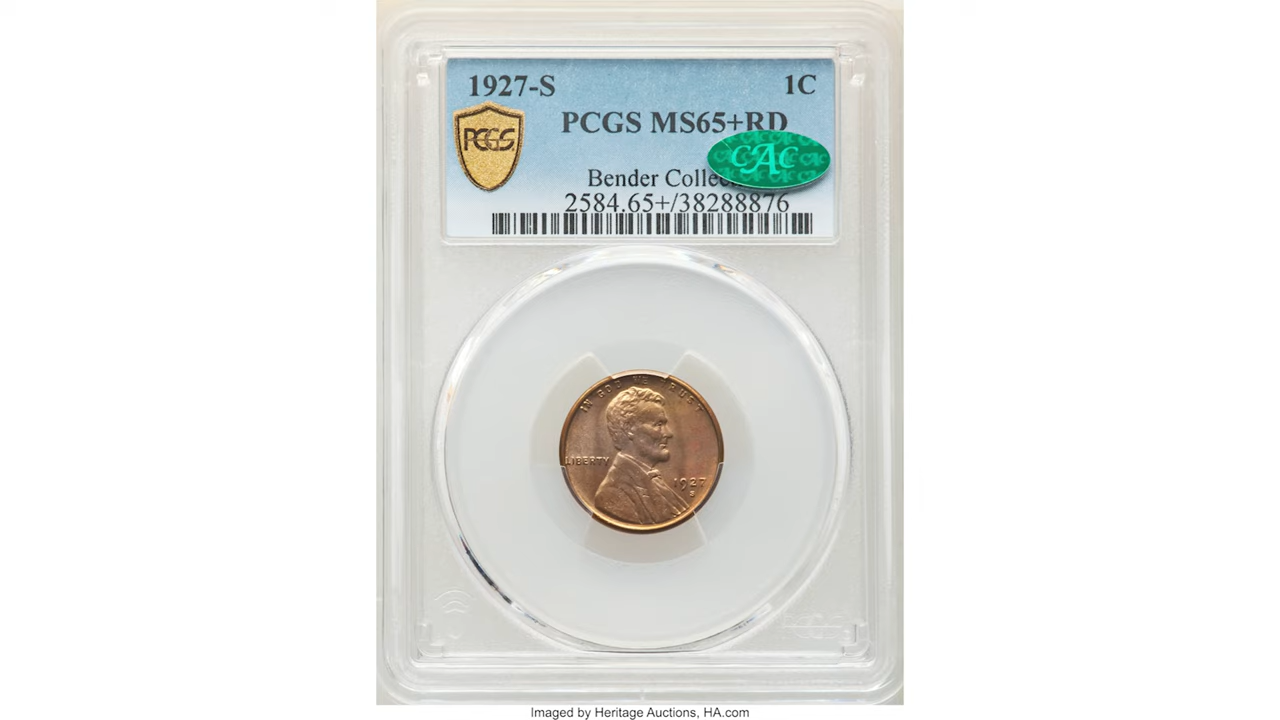 1927-S 1C
PCGS MS65+RD
PCGS
CAC
Bender
2584.65+/38288876
IN GOD WE TRUST
LIBERTY
1927
S
Imaged by Heritage Auctions, HA.com